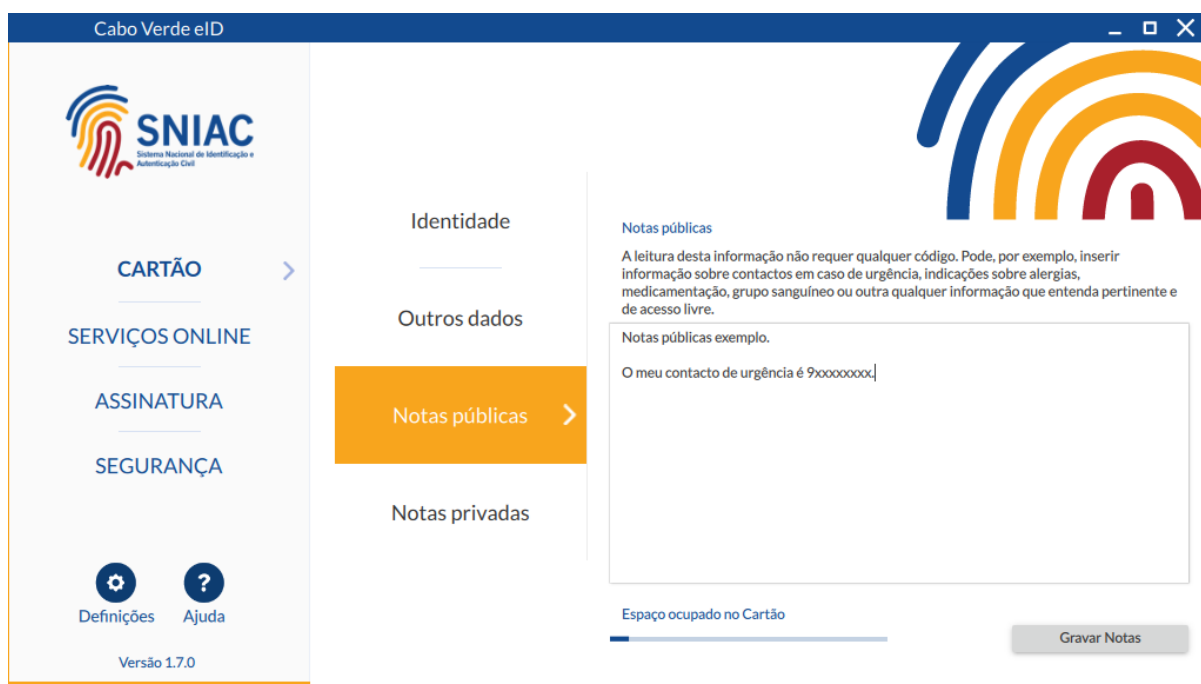 Cabo Verde eID
SNIAC
Sistema Nacional de Identificação e
Autenticação Civil
CARTÃO
SERVIÇOS ONLINE
ASSINATURA
SEGURANÇA
Definições
Ajuda
Versão 1.7.0
Identidade
Outros dados
Notas públicas
Notas privadas
Notas públicas
A leitura desta informação não requer qualquer código. Pode, por exemplo, inserir
informação sobre contactos em caso de urgência, indicações sobre alergias,
medicamentação, grupo sanguíneo ou outra qualquer informação que entenda pertinente e
de acesso livre.
Notas públicas exemplo.
O meu contacto de urgência é 9xxxxxxxx.
Espaço ocupado no Cartão
Gravar Notas